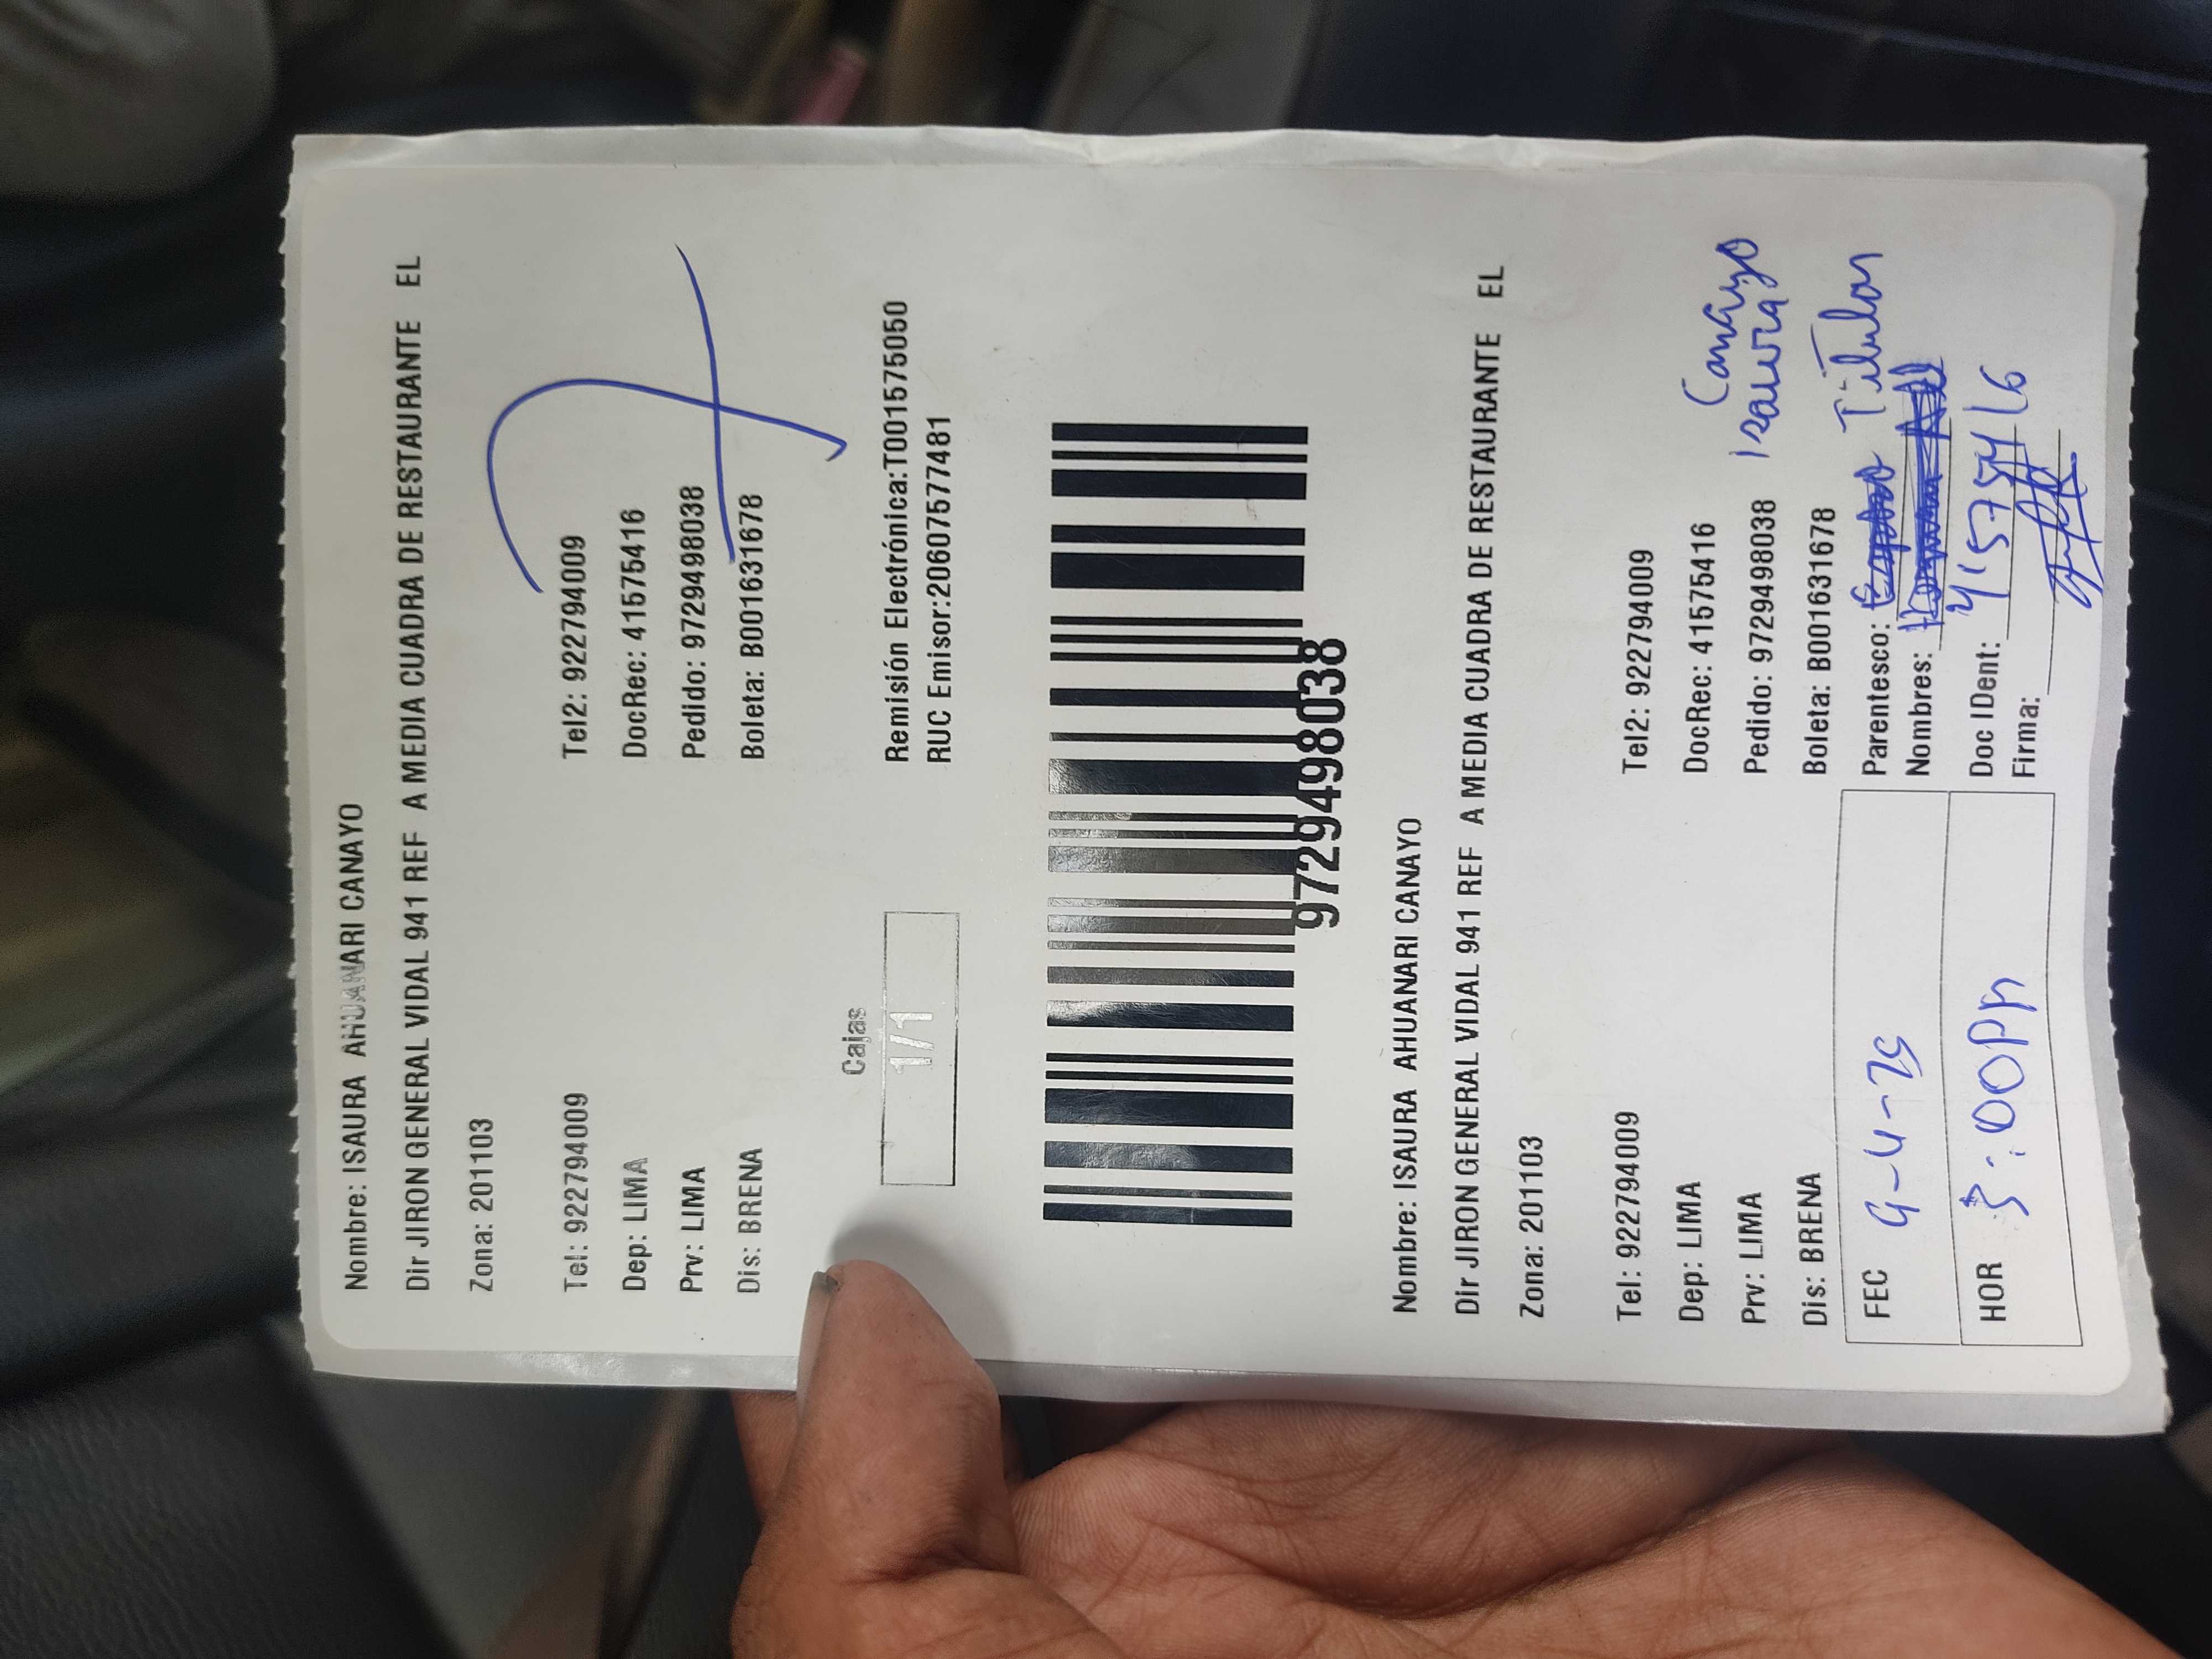 Nombre: ISAURA AHUANARI CANAYO
Dir JIRON GENERAL VIDAL 941 REF A MEDIA CUADRA DE RESTAURANTE EL
Zona: 201103
Tel: 922794009 Tel2: 922794009
Dep: LIMA DocRec: 41575416
Prv: LIMA Pedido: 9729498038
Dis: BRENA Boleta: B001631678
Cajas
1/1
Remisión Electrónica:T001575050
RUC Emisor:20607577481
9729498038
Nombre: ISAURA AHUANARI CANAYO
Dir JIRON GENERAL VIDAL 941 REF A MEDIA CUADRA DE RESTAURANTE EL
Zona: 201103
Tel: 922794009 Tel2: 922794009
Dep: LIMA DocRec: 41575416
Canayo
Prv: LIMA Pedido: 9729498038 Isaura
Dis: BRENA Boleta: B001631678
FEC Parentesco: Titular
Nombres:
HOR 3:00Pm Doc IDent: 41575416
Firma: